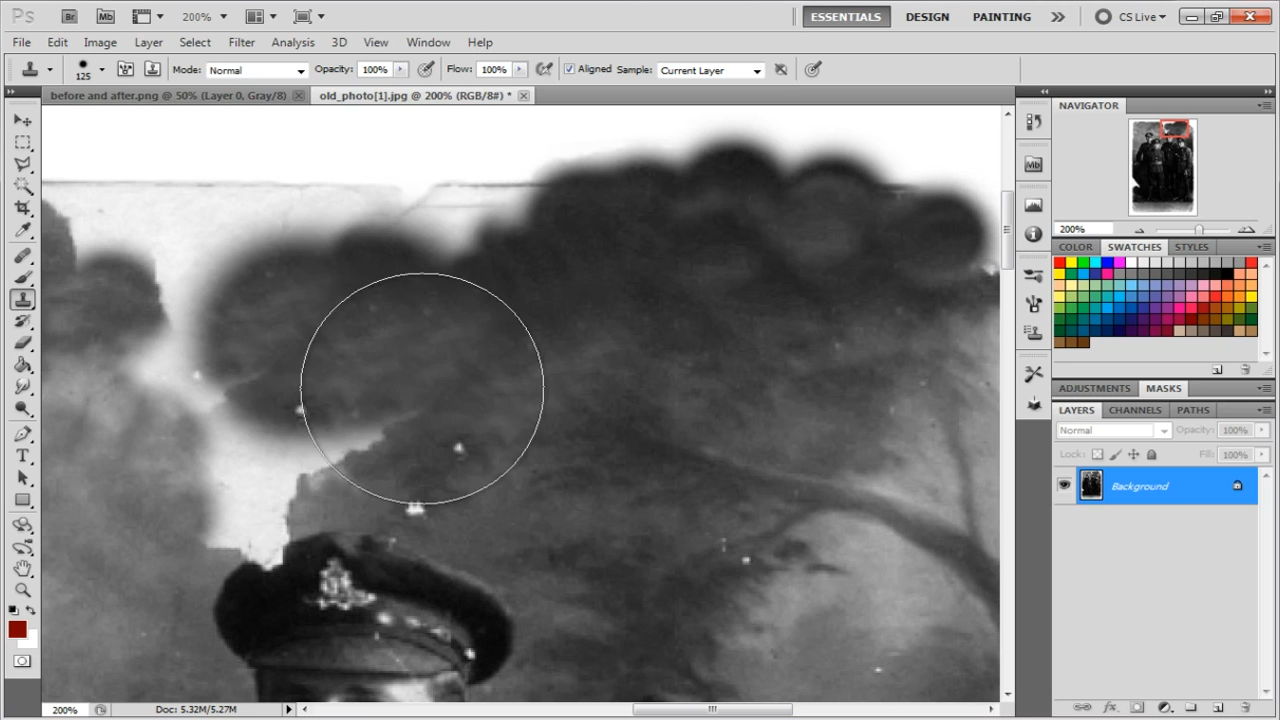 Ps Br Mb 200% ESSENTIALS DESIGN PAINTING CS Live
File Edit Image Layer Select Filter Analysis 3D View Window Help
125 Mode: Normal Opacity: 100% Flow: 100% Aligned Sample: Current Layer
before and after.png @ 50% (Layer 0, Gray/8) old_photo[1].jpg @ 200% (RGB/8#) *
NAVIGATOR
Mb
200%
COLOR SWATCHES STYLES
ADJUSTMENTS MASKS
LAYERS CHANNELS PATHS
Normal Opacity: 100%
Lock: Fill: 100%
Background
T
200% Doc: 5.32M/5.27M
fx